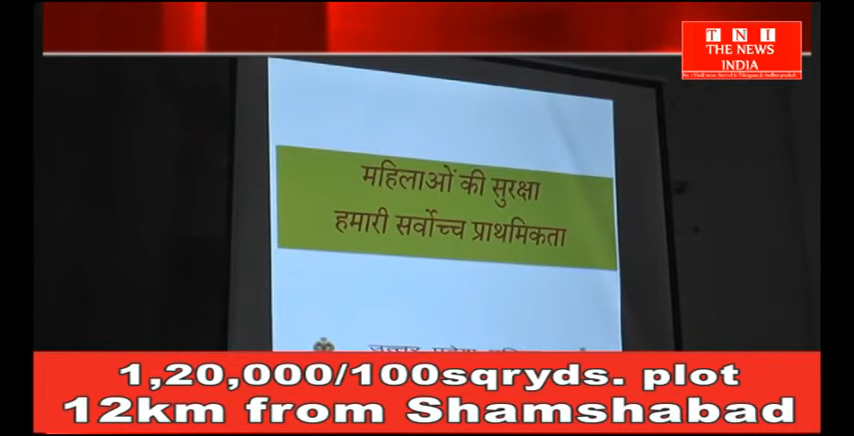 TNI
THE NEWS
INDIA
महिलाओं की सुरक्षा
हमारी सर्वोच्च प्राथमिकता
1,20,000/100sqryds. plot
12km from Shamshabad